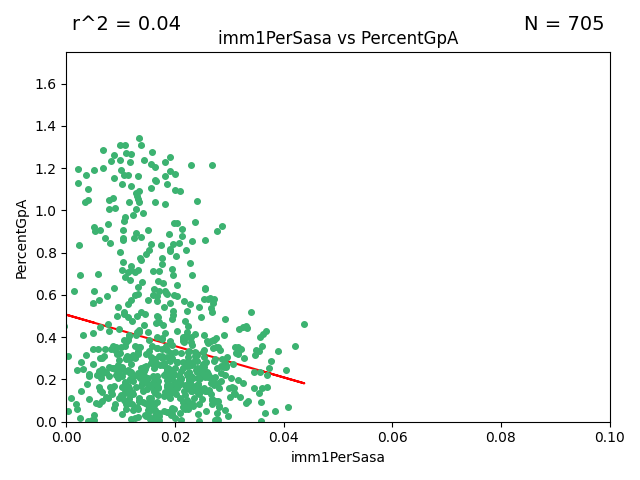 r^2 = 0.04
N = 705
imm1PerSasa vs PercentGpA
PercentGpA
1.6
1.4
1.2
1.0
0.8
0.6
0.4
0.2
0.0
0.00 0.02 0.04 0.06 0.08 0.10
imm1PerSasa